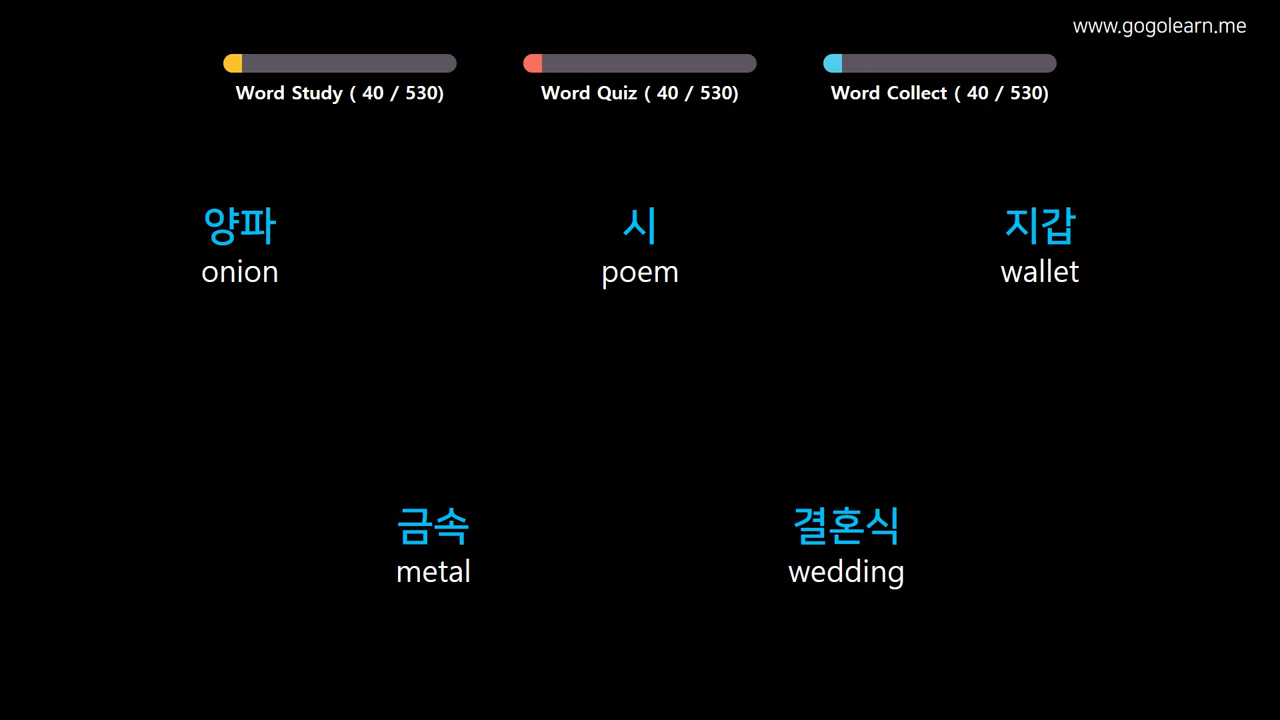 www.gogolearn.me
Word Study ( 40 / 530)
Word Quiz ( 40 / 530)
Word Collect ( 40 / 530)
양파
onion
시
poem
지갑
wallet
금속
metal
결혼식
wedding